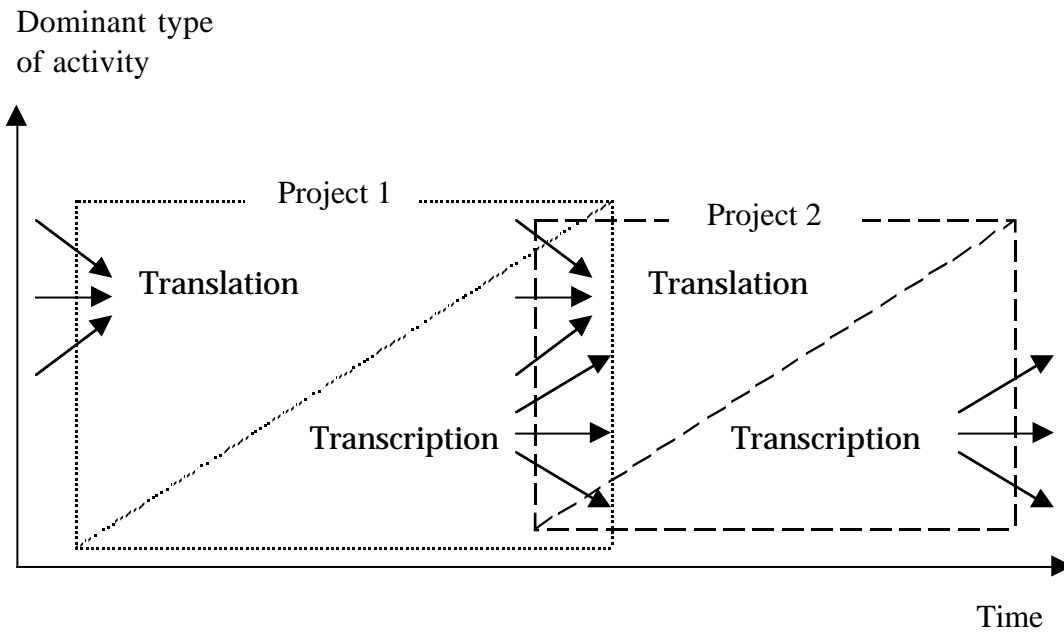 Dominant type
of activity
Project 1
Project 2
Translation
Translation
Transcription
Transcription
Time